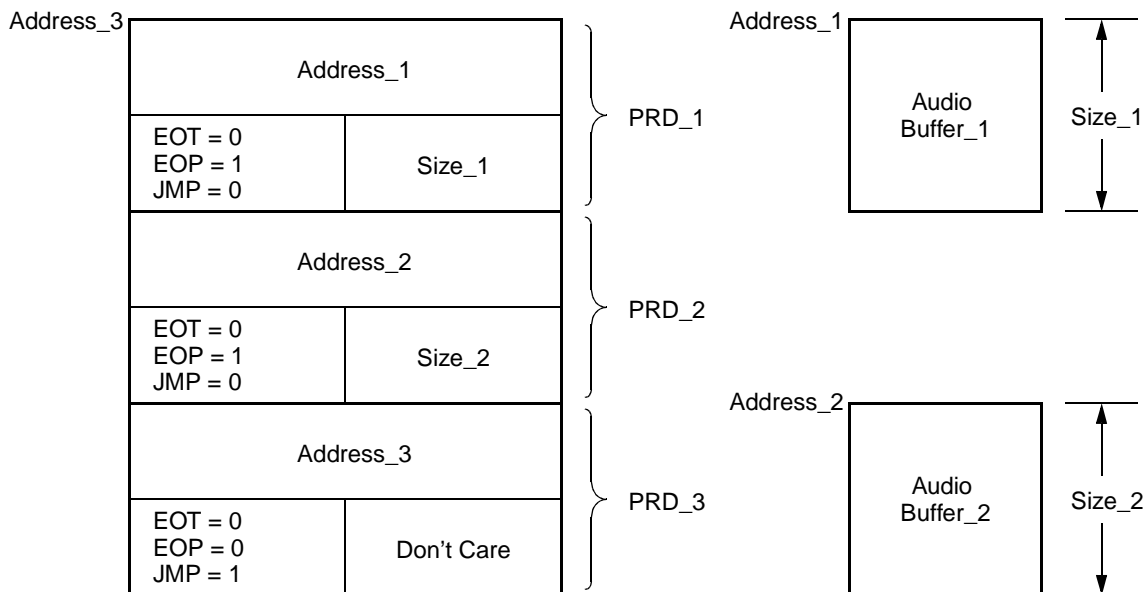 Address_3
Address_1
EOT = 0
EOP = 1
JMP = 0
Size_1
PRD_1
Address_2
EOT = 0
EOP = 1
JMP = 0
Size_2
PRD_2
Address_3
EOT = 0
EOP = 0
JMP = 1
Don't Care
PRD_3
Address_1
Audio
Buffer_1
Size_1
Address_2
Audio
Buffer_2
Size_2